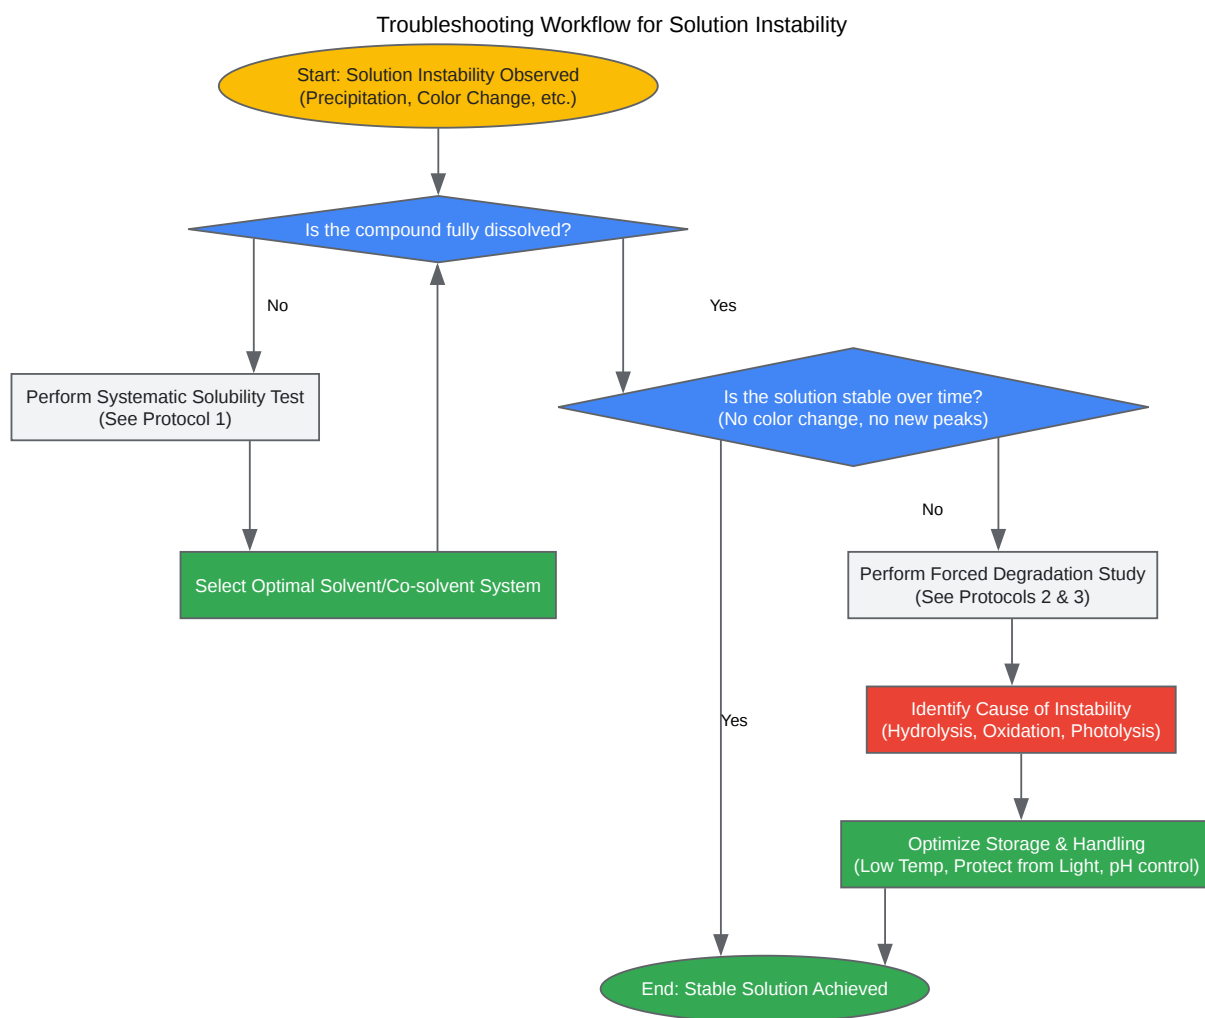 Troubleshooting Workflow for Solution Instability
Start: Solution Instability Observed
(Precipitation, Color Change, etc.)
Is the compound fully dissolved?
No
Yes
Perform Systematic Solubility Test
(See Protocol 1)
Is the solution stable over time?
(No color change, no new peaks)
No
Select Optimal Solvent/Co-solvent System
Perform Forced Degradation Study
(See Protocols 2 & 3)
Identify Cause of Instability
(Hydrolysis, Oxidation, Photolysis)
Yes
Optimize Storage & Handling
(Low Temp, Protect from Light, pH control)
End: Stable Solution Achieved